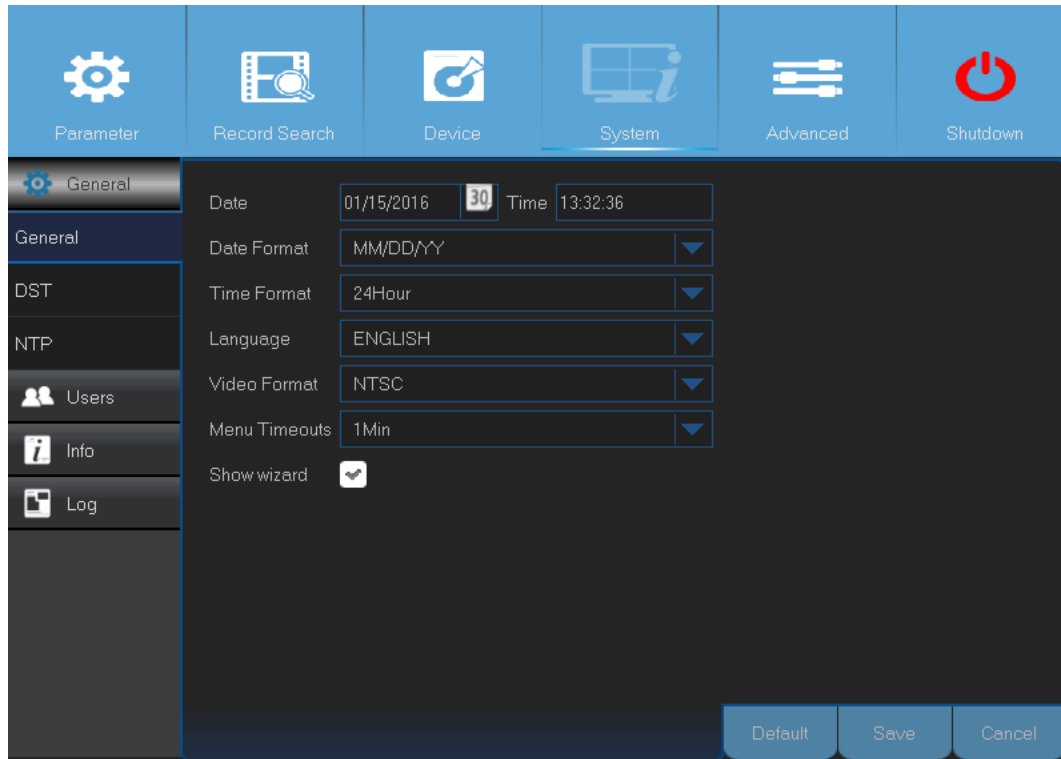 Parameter
Record Search
Device
System
Advanced
Shutdown
General
General
DST
NTP
Users
Info
Log
Date 01/15/2016 30 Time 13:32:36
Date Format MM/DD/YY
Time Format 24Hour
Language ENGLISH
Video Format NTSC
Menu Timeouts 1Min
Show wizard
Default Save Cancel